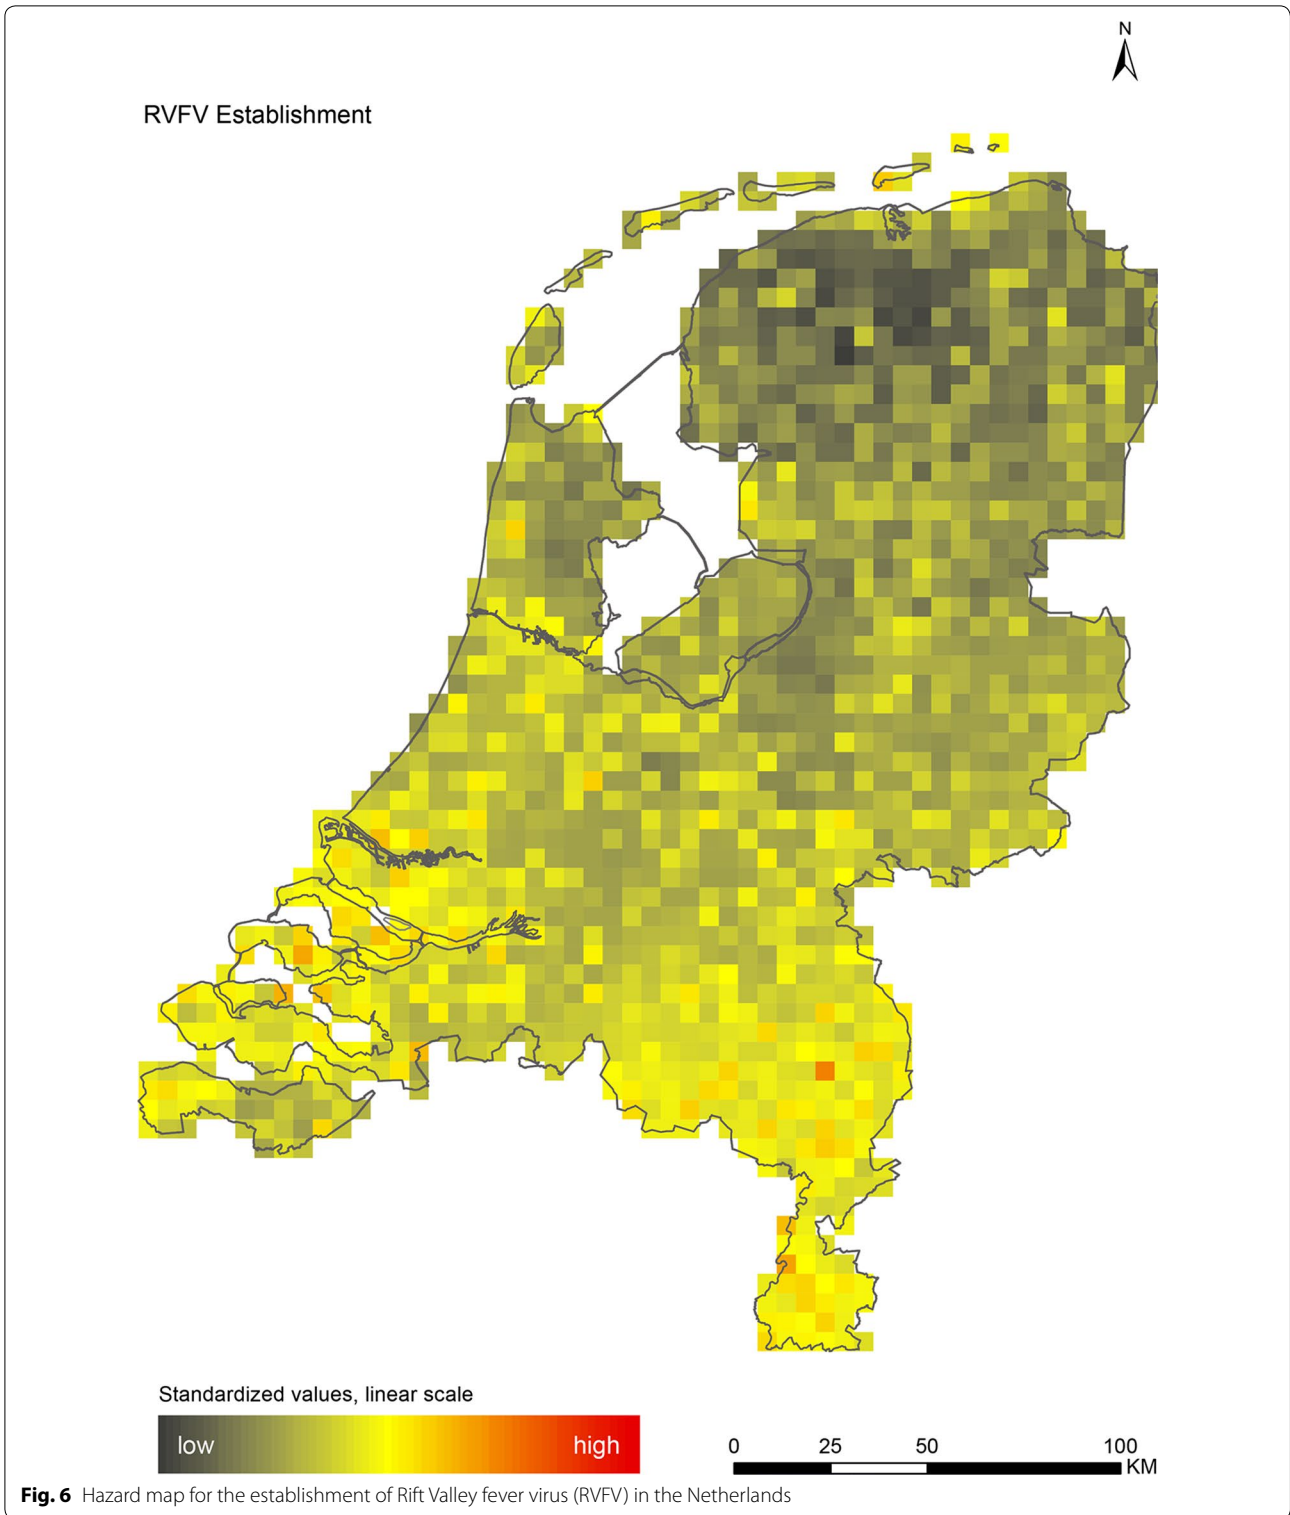 N
RVFV Establishment
Standardized values, linear scale
low high
0 25 50 100
KM
Fig. 6 Hazard map for the establishment of Rift Valley fever virus (RVFV) in the Netherlands